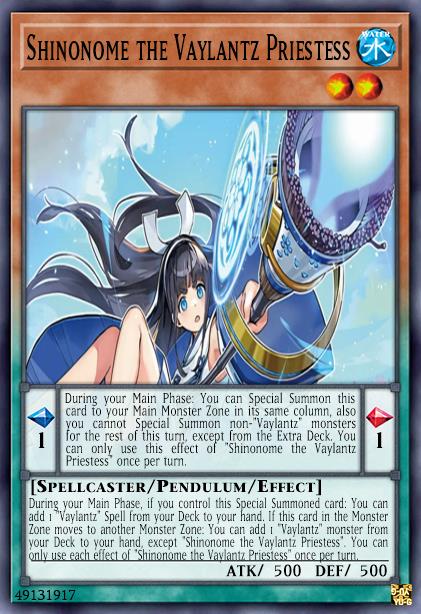 Shinonome the Vaylantz Priestess
WATER
水
During your Main Phase: You can Special Summon this
card to your Main Monster Zone in its same column, also
you cannot Special Summon non-"Vaylantz" monsters
for the rest of this turn, except from the Extra Deck. You
can only use this effect of "Shinonome the Vaylantz
Priestess" once per turn.
1 1
[Spellcaster/Pendulum/Effect]
During your Main Phase, if you control this Special Summoned card: You can
add 1 "Vaylantz" Spell from your Deck to your hand. If this card in the Monster
Zone moves to another Monster Zone: You can add 1 "Vaylantz" monster from
your Deck to your hand, except "Shinonome the Vaylantz Priestess". You can
only use each effect of "Shinonome the Vaylantz Priestess" once per turn.
ATK/ 500 DEF/ 500
49131917